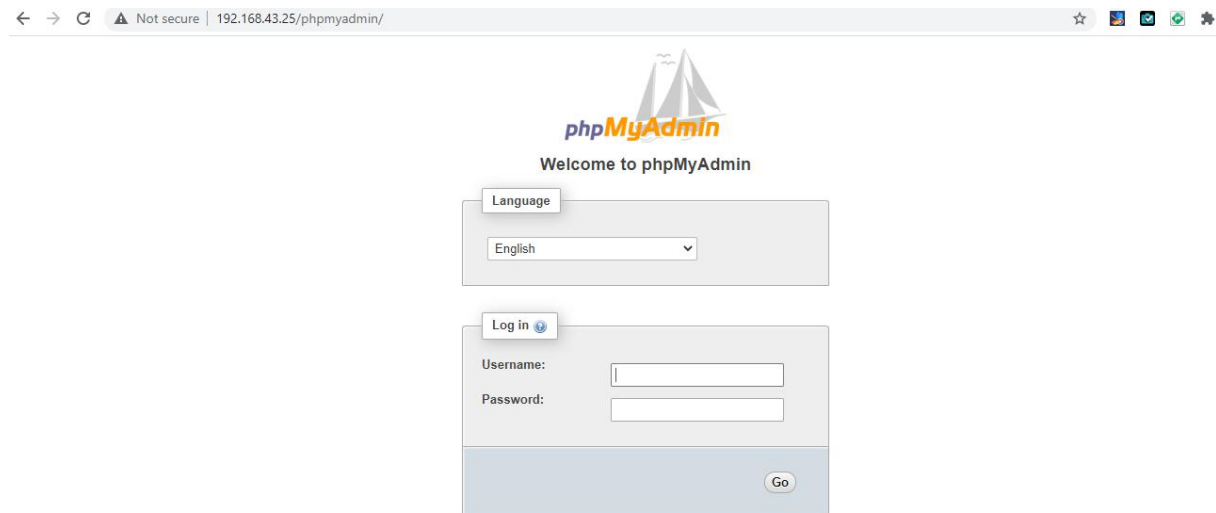 Not secure | 192.168.43.25/phpmyadmin/
phpMyAdmin
Welcome to phpMyAdmin
Language
English
Log in
Username:
Password:
Go